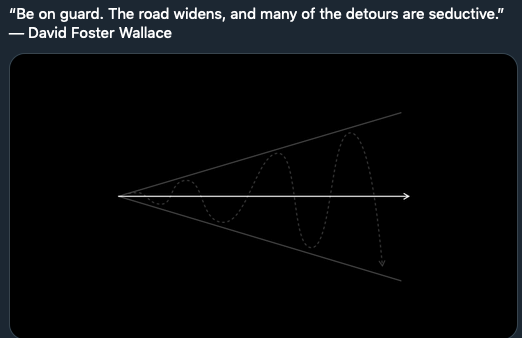 “Be on guard. The road widens, and many of the detours are seductive.”
— David Foster Wallace